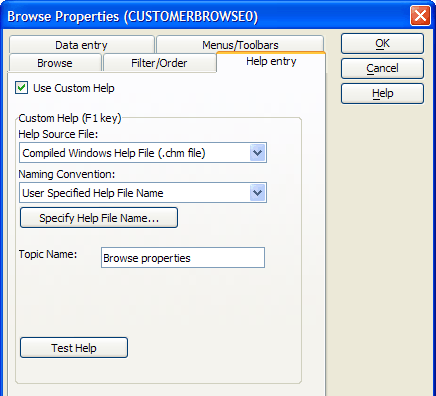 Browse Properties (CUSTOMERBROWSE0)
Data entry
Menus/Toolbars
Browse
Filter/Order
Help entry
OK
Cancel
Help
Use Custom Help
Custom Help (F1 key)
Help Source File:
Compiled Windows Help File (.chm file)
Naming Convention:
User Specified Help File Name
Specify Help File Name...
Topic Name:
Browse properties
Test Help